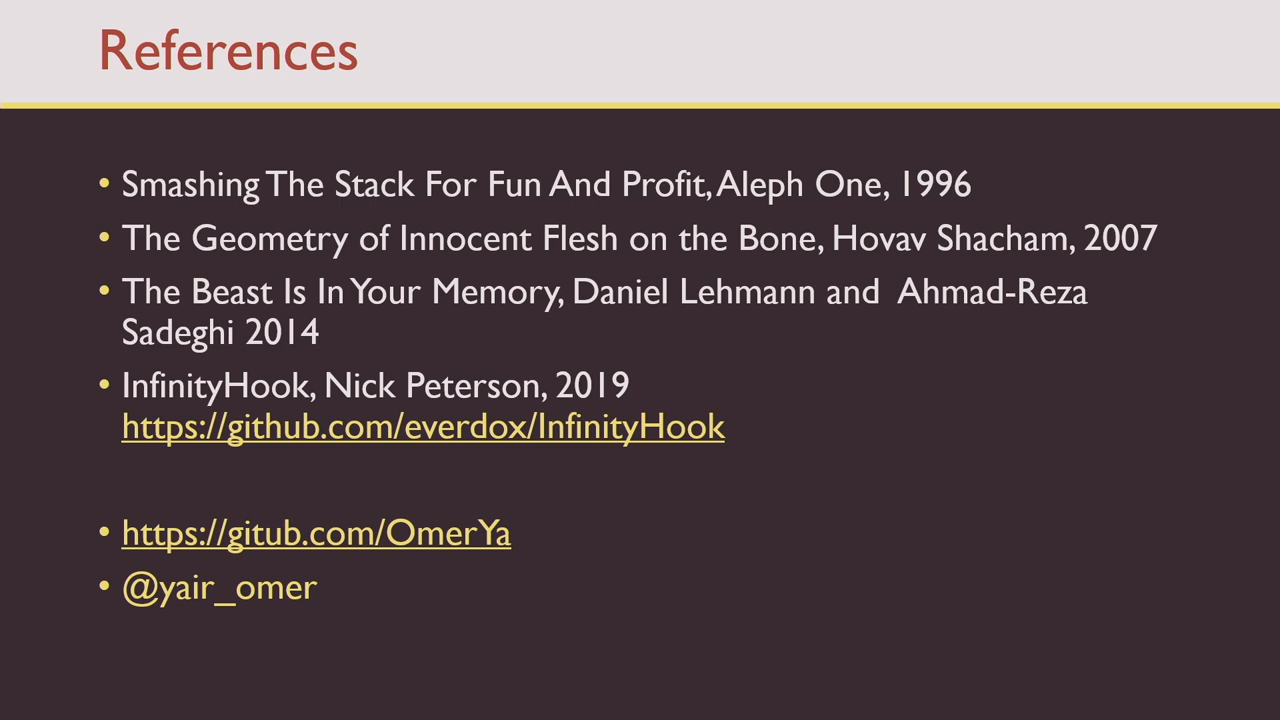 References
• Smashing The Stack For Fun And Profit, Aleph One, 1996
• The Geometry of Innocent Flesh on the Bone, Hovav Shacham, 2007
• The Beast Is In Your Memory, Daniel Lehmann and  Ahmad-Reza
Sadeghi 2014
• InfinityHook, Nick Peterson, 2019
https://github.com/everdox/InfinityHook
• https://gitub.com/OmerYa
• @yair_omer